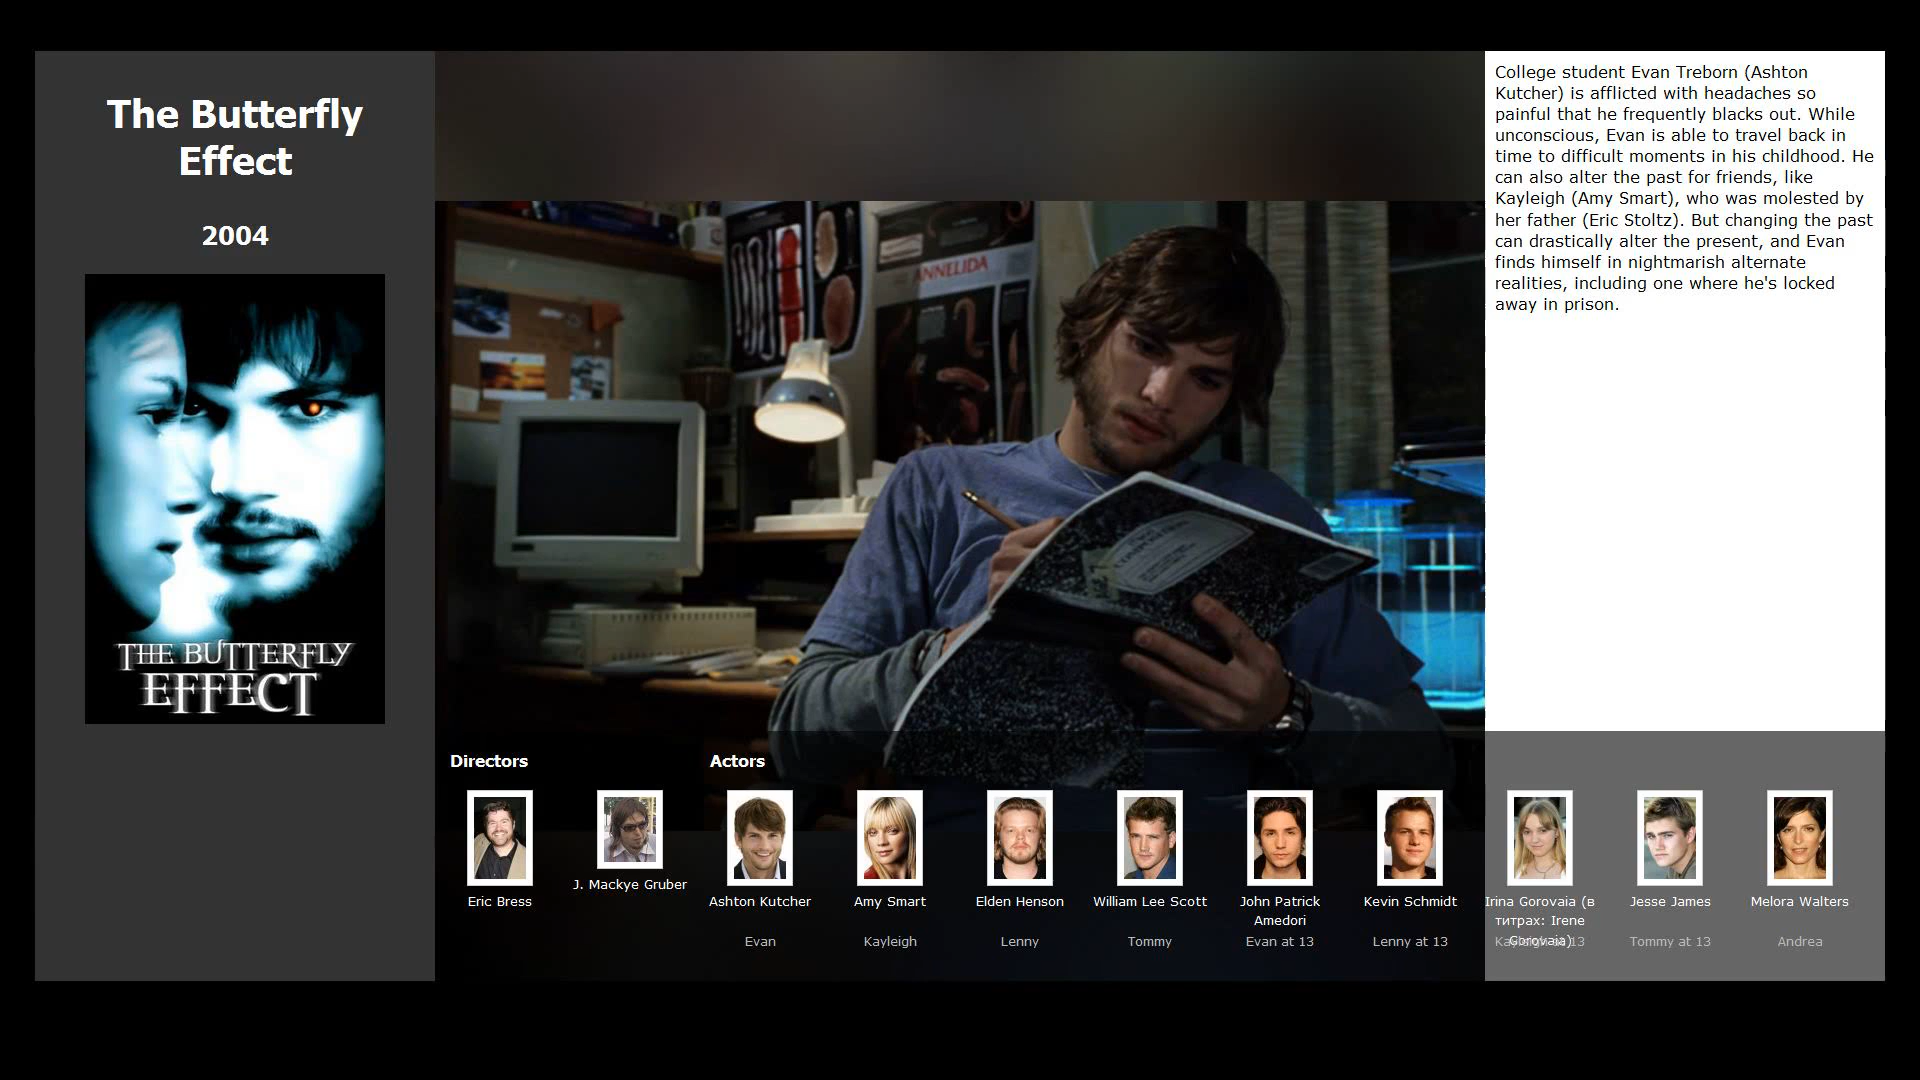 The Butterfly
Effect
2004
THE BUTTERFLY
EFFECT
ANNELIDA
College student Evan Treborn (Ashton
Kutcher) is afflicted with headaches so
painful that he frequently blacks out. While
unconscious, Evan is able to travel back in
time to difficult moments in his childhood. He
can also alter the past for friends, like
Kayleigh (Amy Smart), who was molested by
her father (Eric Stoltz). But changing the past
can drastically alter the present, and Evan
finds himself in nightmarish alternate
realities, including one where he's locked
away in prison.
Directors
Eric Bress
J. Mackye Gruber
Actors
Ashton Kutcher
Evan
Amy Smart
Kayleigh
Elden Henson
Lenny
William Lee Scott
Tommy
John Patrick
Amedori
Evan at 13
Kevin Schmidt
Lenny at 13
Irina Gorovaia (в
титрах: Irene
Gorovaia)
Kayleigh at 13
Jesse James
Tommy at 13
Melora Walters
Andrea